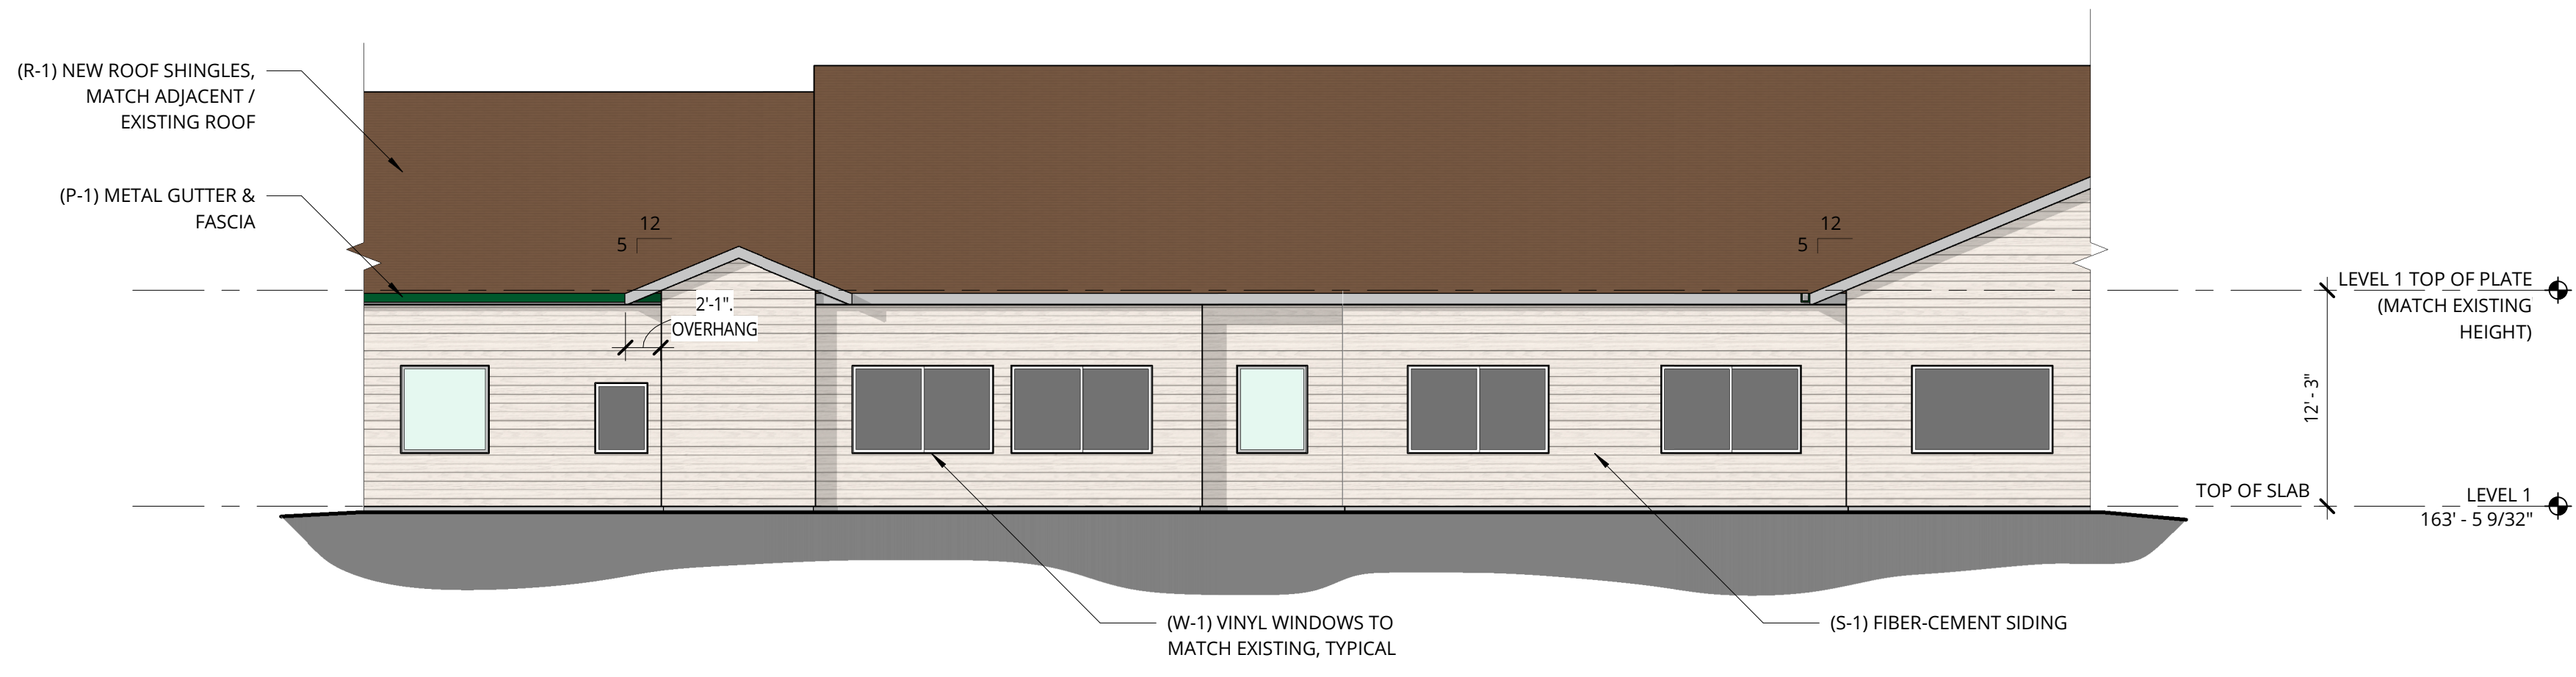 (R-1) NEW ROOF SHINGLES,
MATCH ADJACENT /
EXISTING ROOF
(P-1) METAL GUTTER &
FASCIA
12
5
2'-1".
OVERHANG
12
5
LEVEL 1 TOP OF PLATE
(MATCH EXISTING
HEIGHT)
12' - 3"
TOP OF SLAB
LEVEL 1
163' - 5 9/32"
(W-1) VINYL WINDOWS TO
MATCH EXISTING, TYPICAL
(S-1) FIBER-CEMENT SIDING